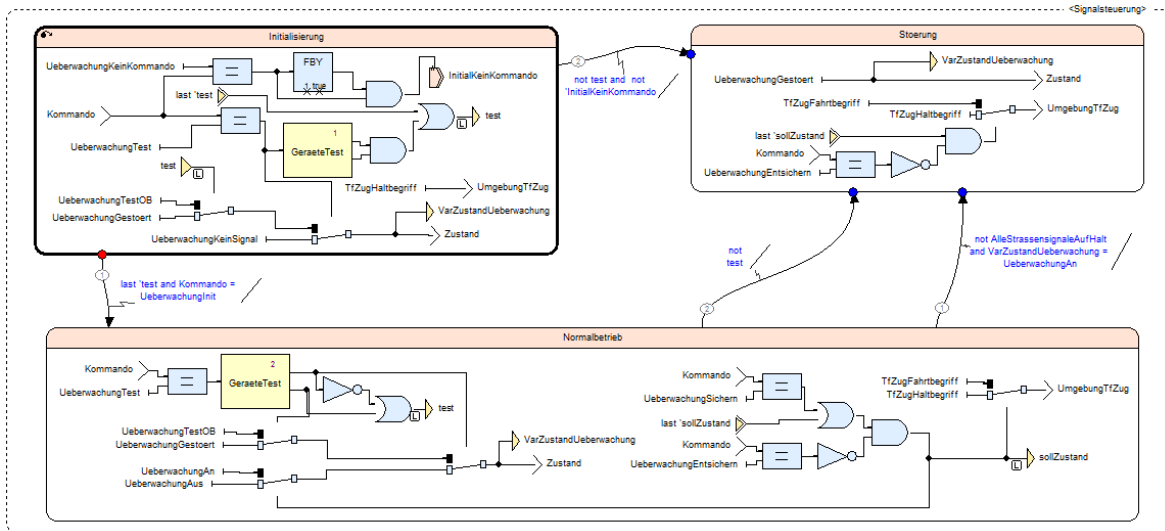 <Signalsteuerung>
Initialisierung
UeberwachungKeinKommando
FBY
1 true
InitialKeinKommando
last 'test
Kommando
test
L
UeberwachungTest
1
GeraeteTest
test
L
TfZugHaltbegriff
UmgebungTfZug
UeberwachungTestOB
UeberwachungGestoert
VarZustandUeberwachung
UeberwachungKeinSignal
Zustand
2
not test and not
'InitialKeinKommando
Stoerung
VarZustandUeberwachung
UeberwachungGestoert
Zustand
TfZugFahrtbegriff
TfZugHaltbegriff
UmgebungTfZug
last 'sollZustand
Kommando
UeberwachungEntsichern
1
last 'test and Kommando =
UeberwachungInit
not
test
2
not AlleStrassensignaleAufHalt
and VarZustandUeberwachung =
UeberwachungAn
1
Normalbetrieb
Kommando
2
GeraeteTest
UeberwachungTest
test
L
UeberwachungTestOB
UeberwachungGestoert
VarZustandUeberwachung
Zustand
UeberwachungAn
UeberwachungAus
Kommando
UeberwachungSichern
last 'sollZustand
Kommando
UeberwachungEntsichern
TfZugFahrtbegriff
TfZugHaltbegriff
UmgebungTfZug
L
sollZustand